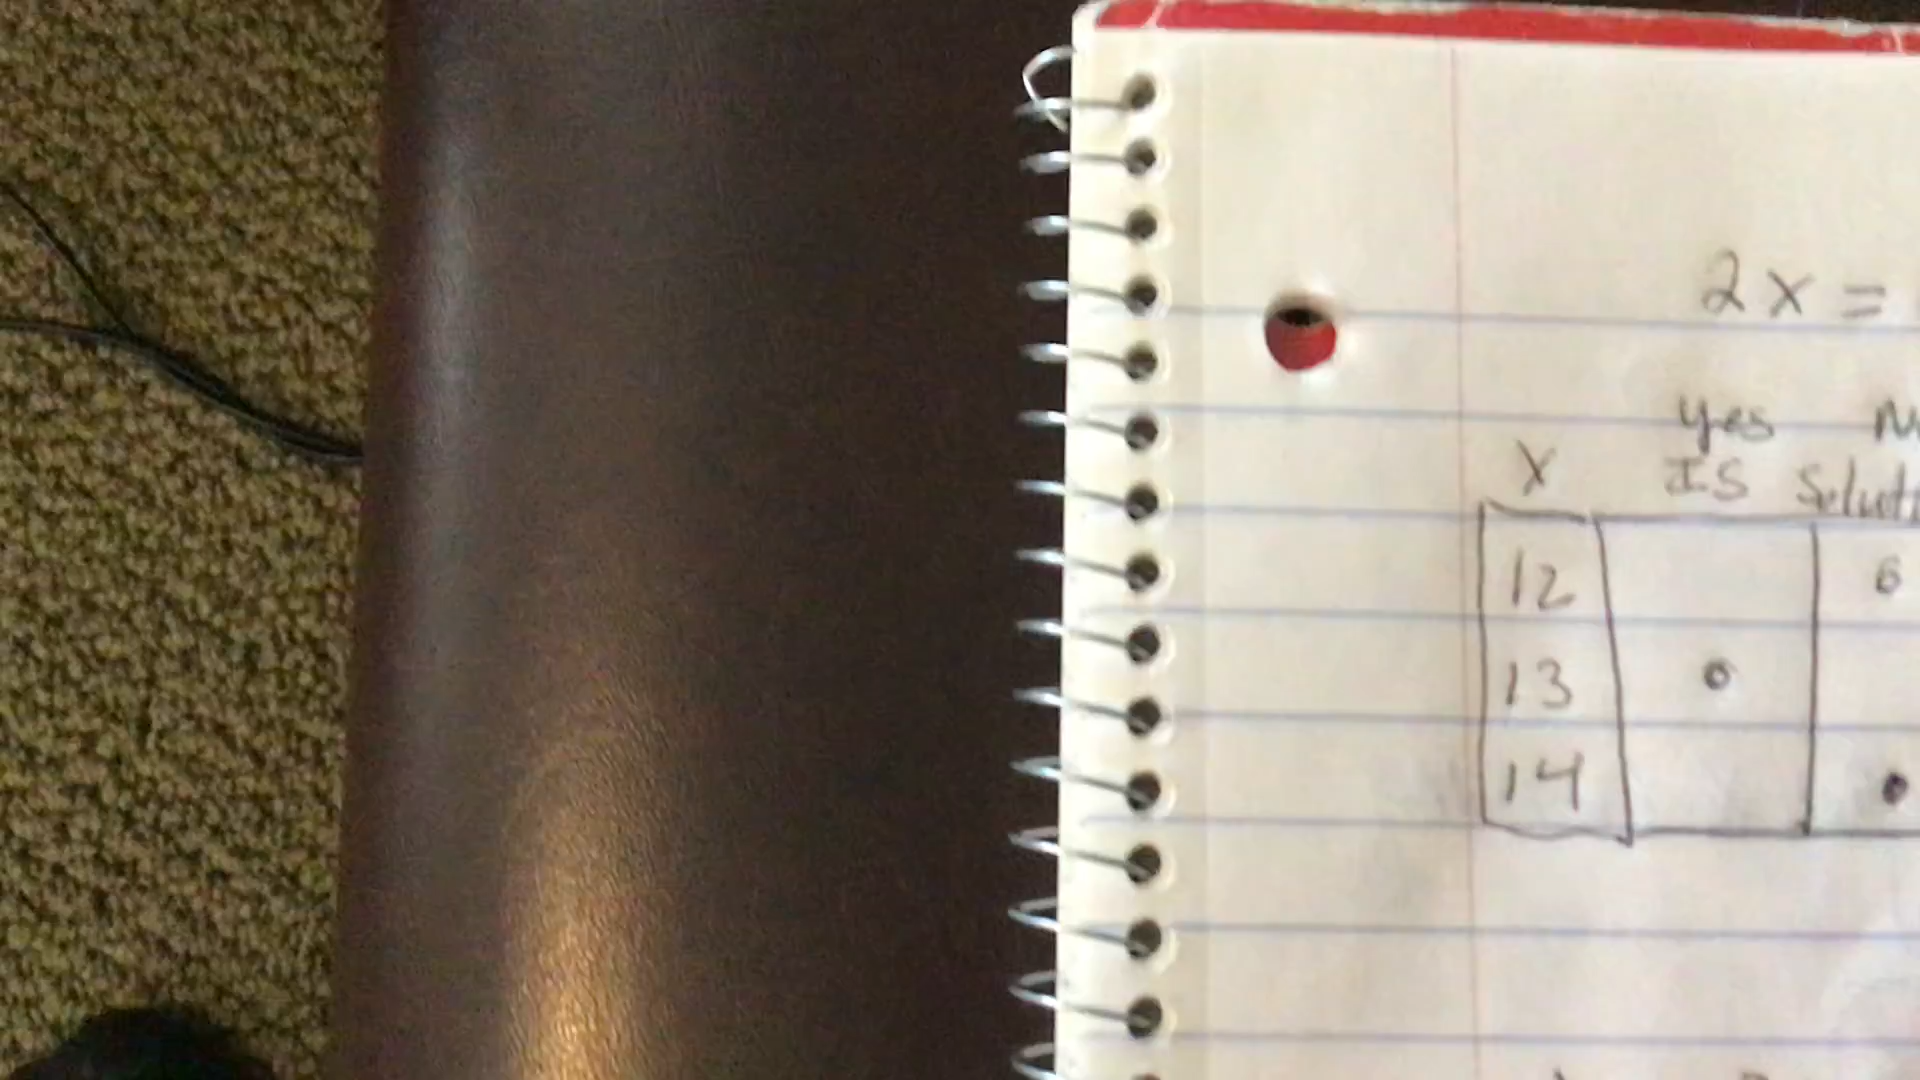 2x =
yes
X IS
12
13
14